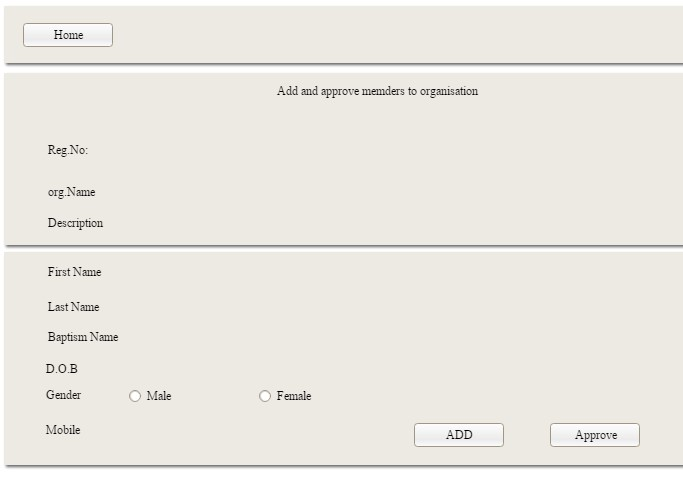 Home
Add and approve memders to organisation
Reg.No:
org.Name
Description
First Name
Last Name
Baptism Name
D.O.B
Gender Male Female
Mobile ADD Approve